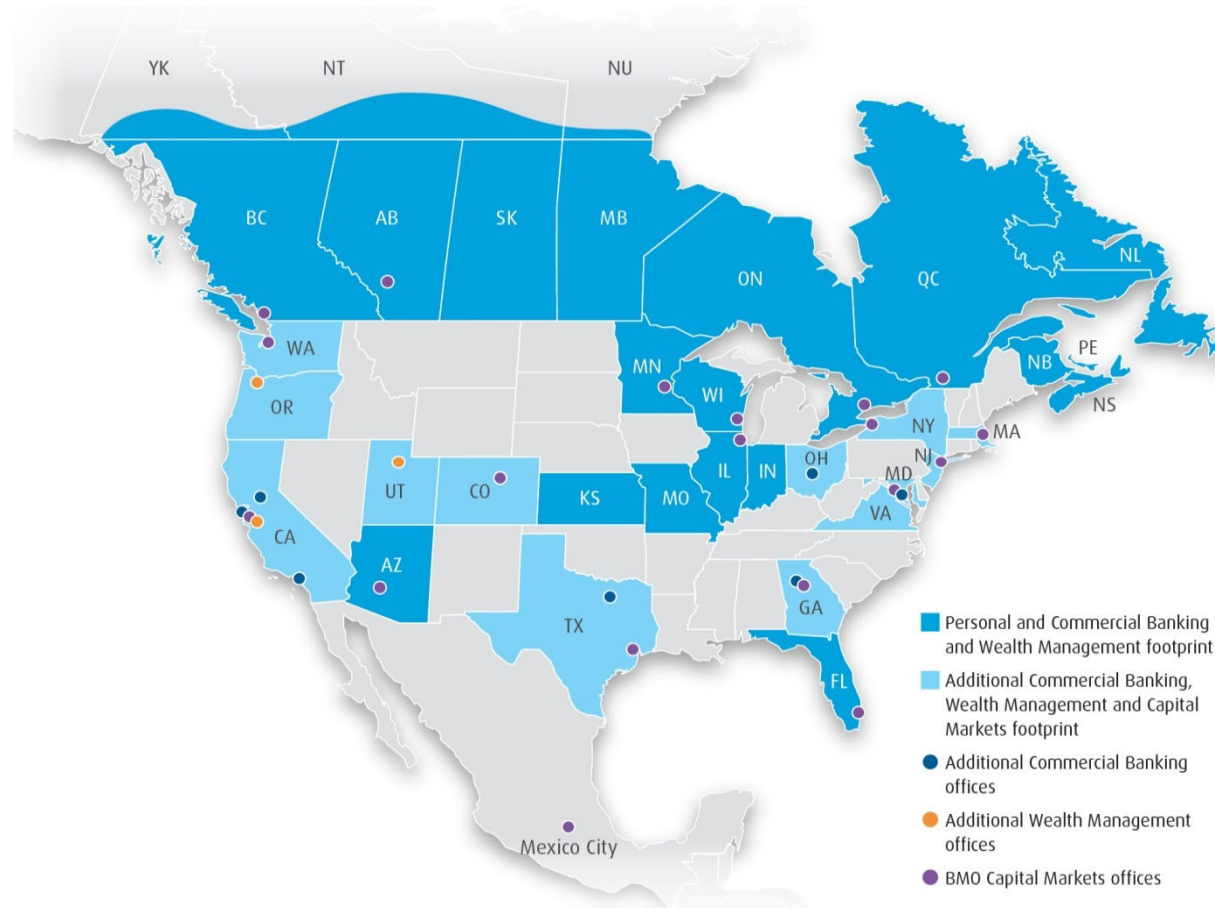 YK
NT
NU
BC
AB
SK
MB
ON
QC
NL
WA
MN
WI
NB
PE
NS
OR
NY
MA
UT
CO
KS
MO
IL
IN
OH
NJ
MD
VA
CA
AZ
TX
GA
FL
Mexico City
Personal and Commercial Banking
and Wealth Management footprint
Additional Commercial Banking,
Wealth Management and Capital
Markets footprint
Additional Commercial Banking
offices
Additional Wealth Management
offices
BMO Capital Markets offices